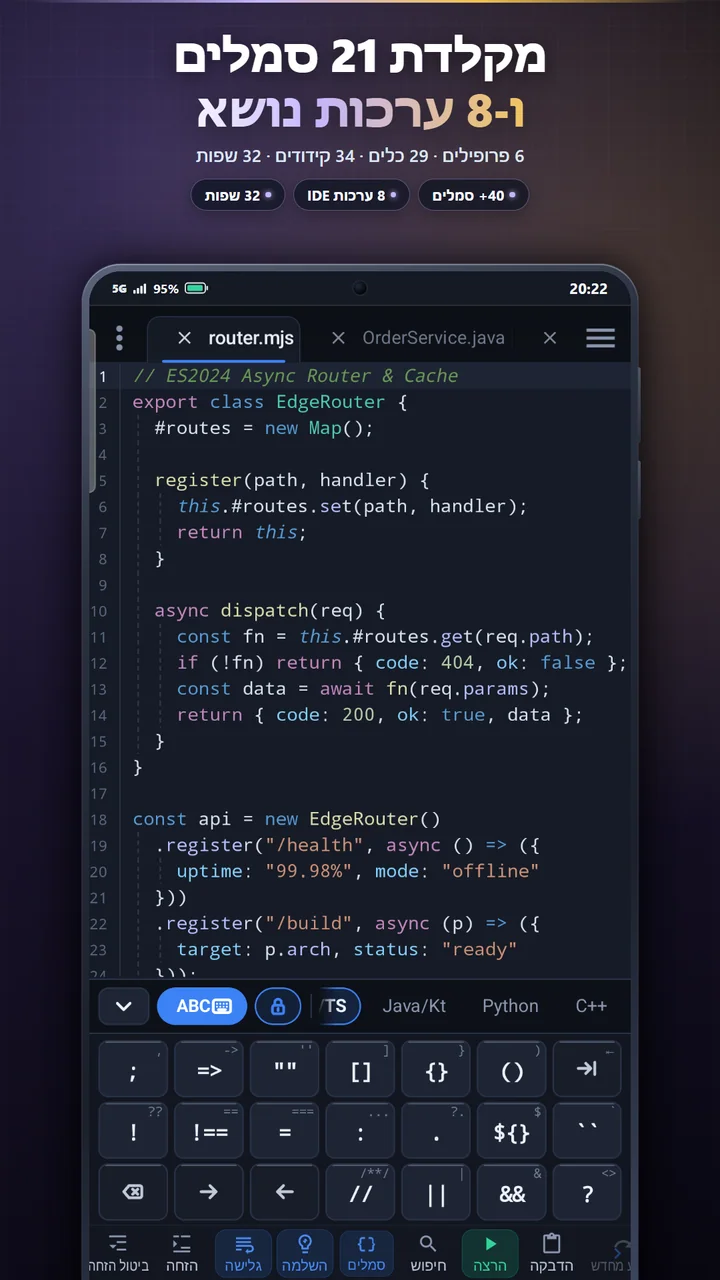 מקלדת 21 סמלים
ו-8 ערכות נושא
6 פרופילים · 29 כלים · 34 קידודים · 32 שפות
40+ סמלים
8 ערכות IDE
32 שפות
5G 95% 20:22
router.mjs OrderService.java
1 // ES2024 Async Router & Cache
2 export class EdgeRouter {
3 #routes = new Map();
4
5 register(path, handler) {
6 this.#routes.set(path, handler);
7 return this;
8 }
9
10 async dispatch(req) {
11 const fn = this.#routes.get(req.path);
12 if (!fn) return { code: 404, ok: false };
13 const data = await fn(req.params);
14 return { code: 200, ok: true, data };
15 }
16 }
17
18 const api = new EdgeRouter()
19 .register("/health", async () => ({
20 uptime: "99.98%", mode: "offline"
21 }))
22 .register("/build", async (p) => ({
23 target: p.arch, status: "ready"
24 }));
ABC /TS Java/Kt Python C++
, -> '' ] } ) ←
; => "" [] {} () →|
?? == === ... ?. $ `
! !== = : . ${} ``
/**/ | & <>
→ ← // || && ?
ביטול הזחה הזחה גלישה השלמה סמלים חיפוש הרצה הדבקה מחדש